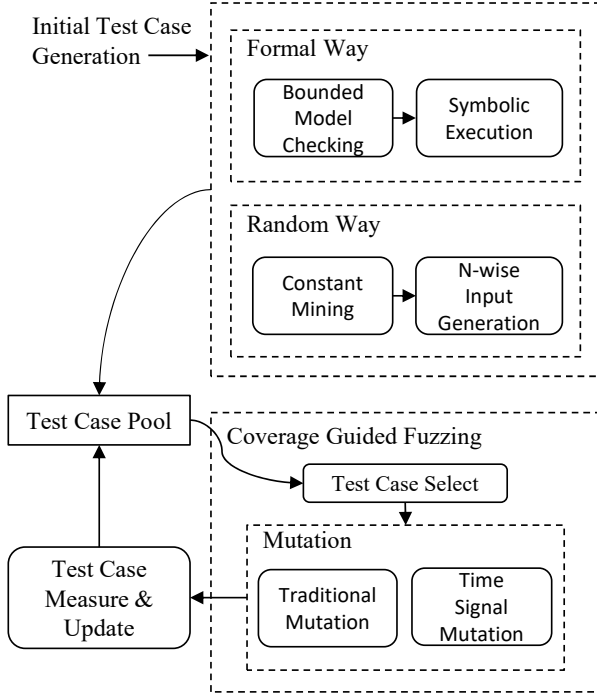 Initial Test Case
Generation
Formal Way
Bounded
Model
Checking
Symbolic
Execution
Random Way
Constant
Mining
N-wise
Input
Generation
Test Case Pool
Coverage Guided Fuzzing
Test Case Select
Mutation
Traditional
Mutation
Time
Signal
Mutation
Test Case
Measure &
Update